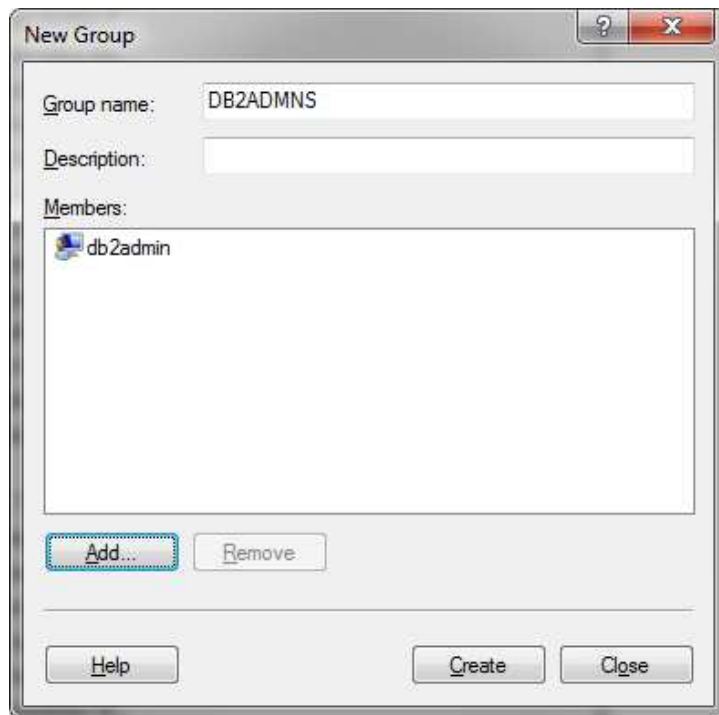 New Group
Group name: DB2ADMNS
Description:
Members:
db2admin
Add... Remove
Help Create Close